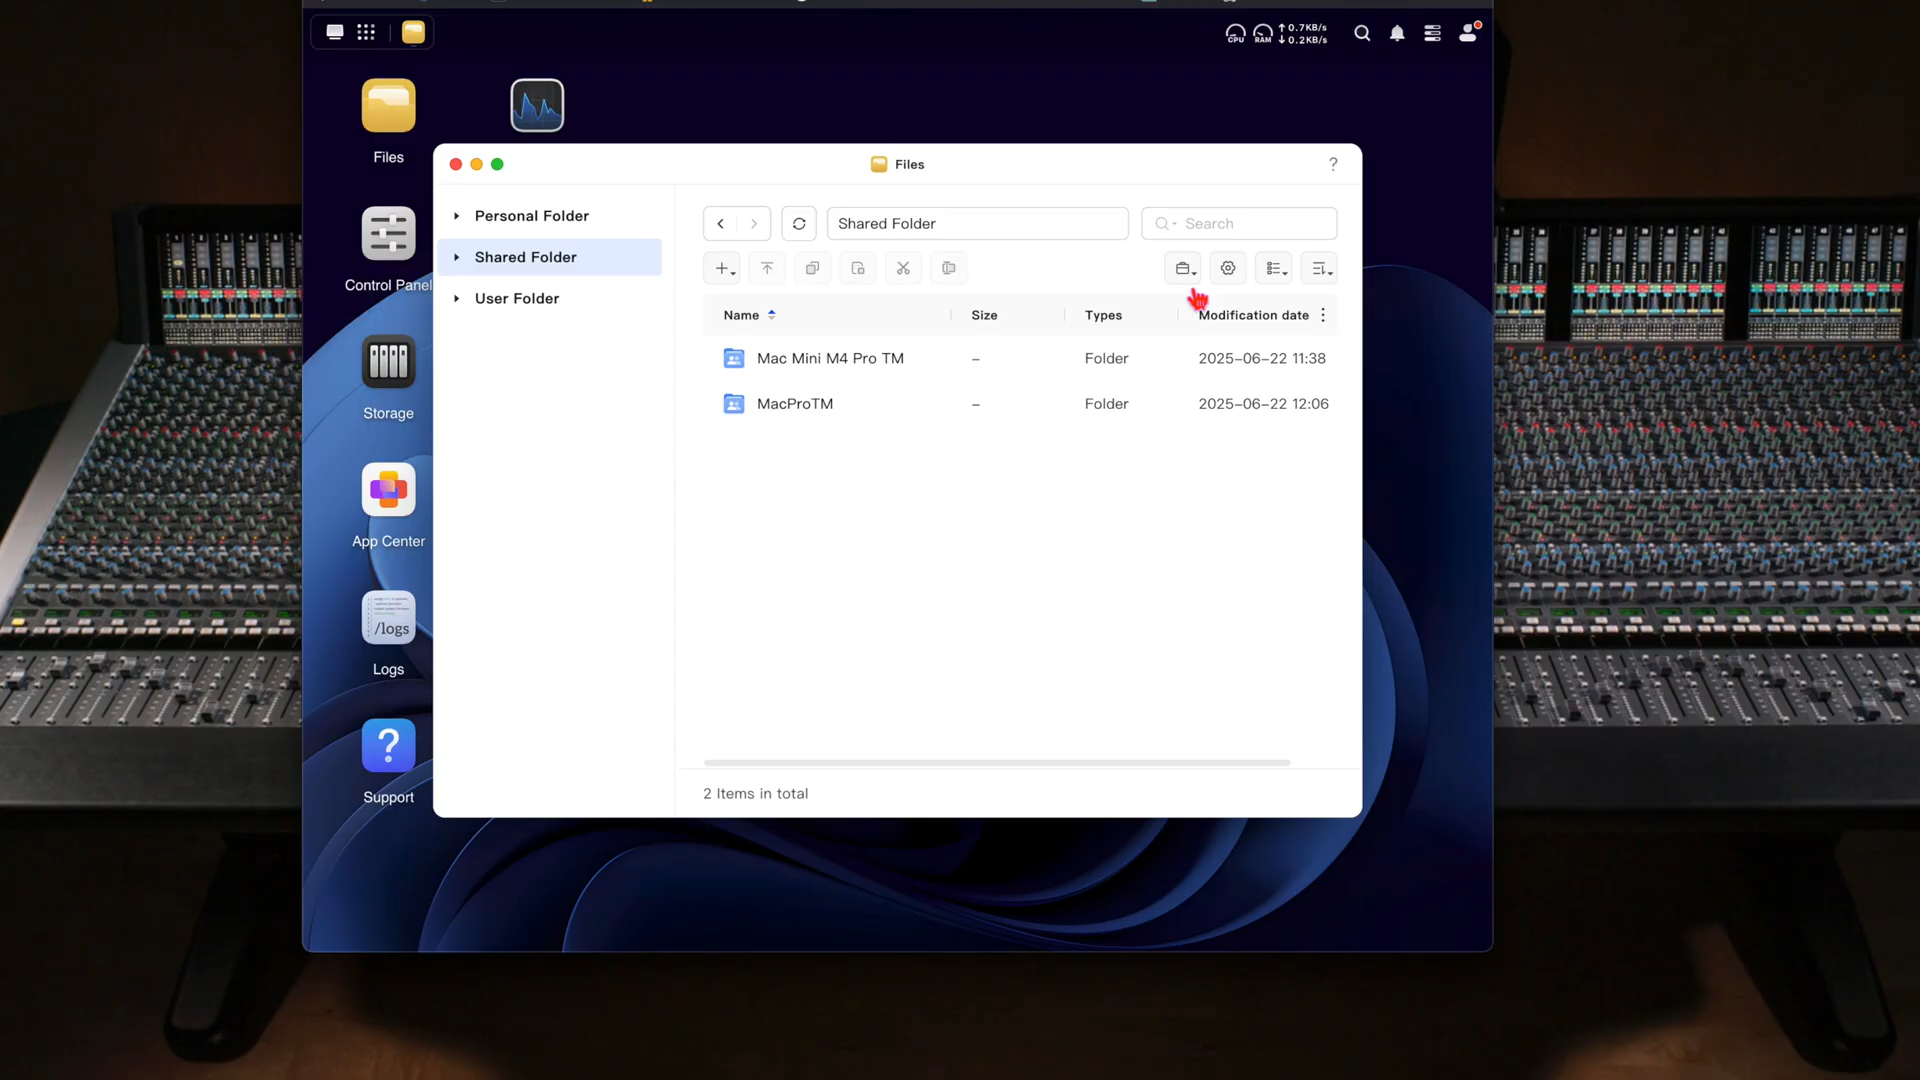 CPU
RAM
0.7KB/s
0.2KB/s
Files
Control Panel
Storage
App Center
/logs
Logs
?
Support
Files
?
Personal Folder
Shared Folder
User Folder
Shared Folder
Search
Name
Size
Types
Modification date
Mac Mini M4 Pro TM
–
Folder
2025-06-22 11:38
MacProTM
–
Folder
2025-06-22 12:06
2 Items in total